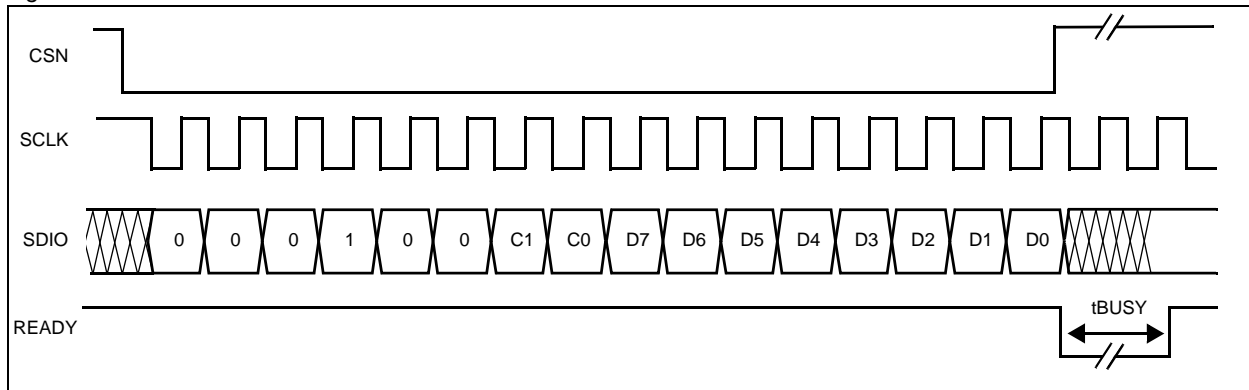 CSN
SCLK
SDIO 0 0 0 1 0 0 C1 C0 D7 D6 D5 D4 D3 D2 D1 D0
tBUSY
READY